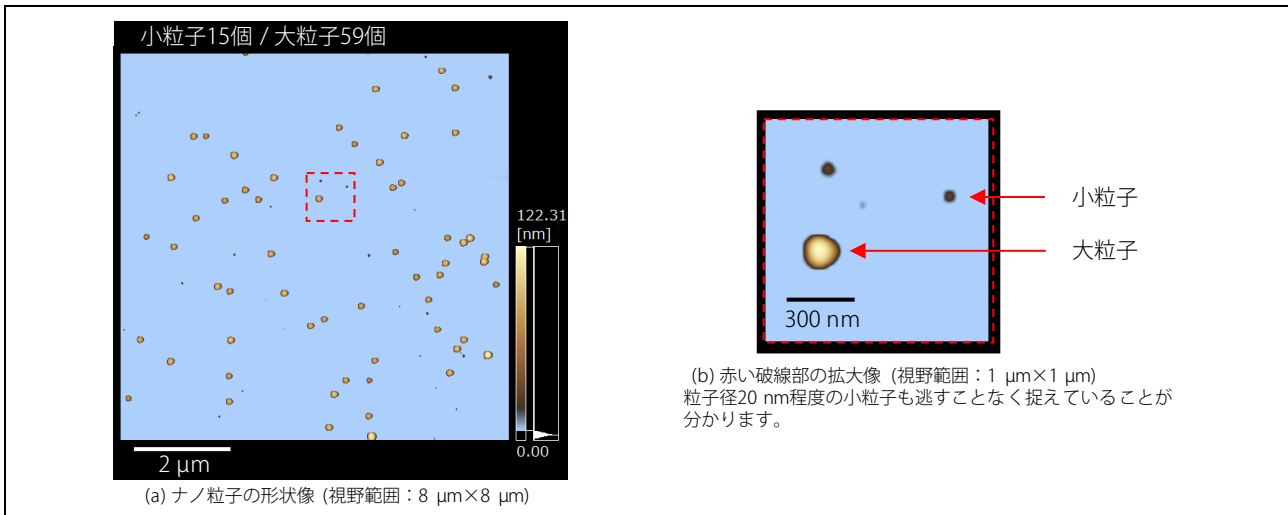 小粒子15個 / 大粒子59個
122.31
[nm]
0.00
2 μm
(a) ナノ粒子の形状像 (視野範囲：8 μm×8 μm)
小粒子
大粒子
300 nm
(b) 赤い破線部の拡大像 (視野範囲：1 μm×1 μm)
粒子径20 nm程度の小粒子も逃すことなく捉えていることが
分かります。